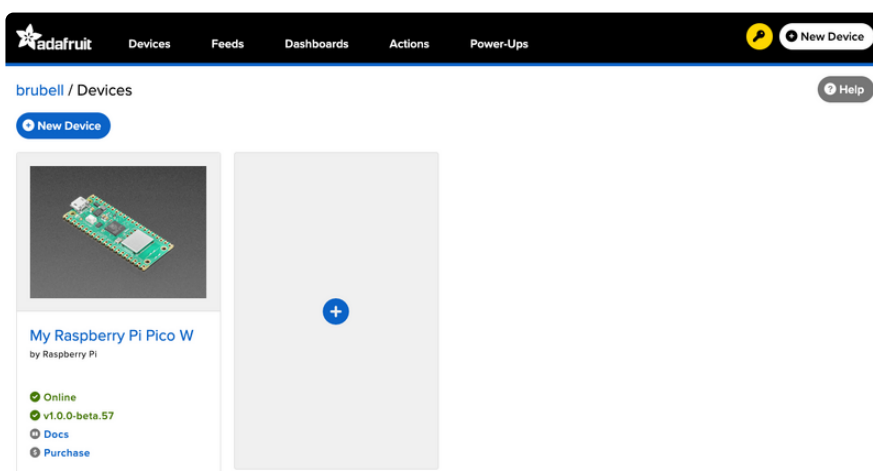 adafruit Devices Feeds Dashboards Actions Power-Ups New Device
brubell / Devices Help
New Device
My Raspberry Pi Pico W
by Raspberry Pi
Online
v1.0.0-beta.57
Docs
Purchase